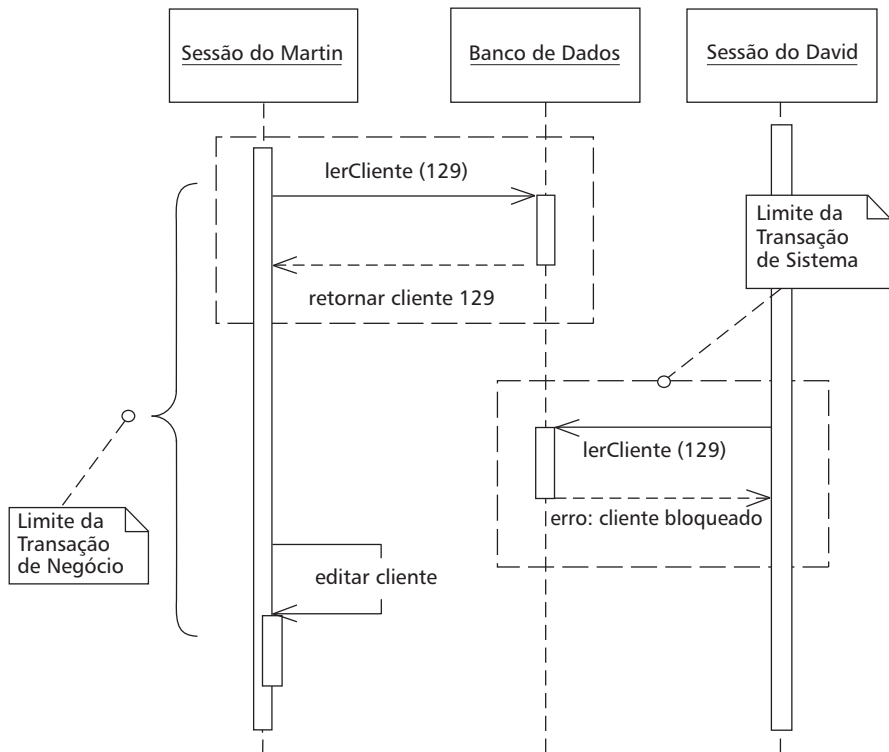 Sessão do Martin
Banco de Dados
Sessão do David
lerCliente (129)
Limite da
Transação
de Sistema
retornar cliente 129
lerCliente (129)
erro: cliente bloqueado
Limite da
Transação
de Negócio
editar cliente